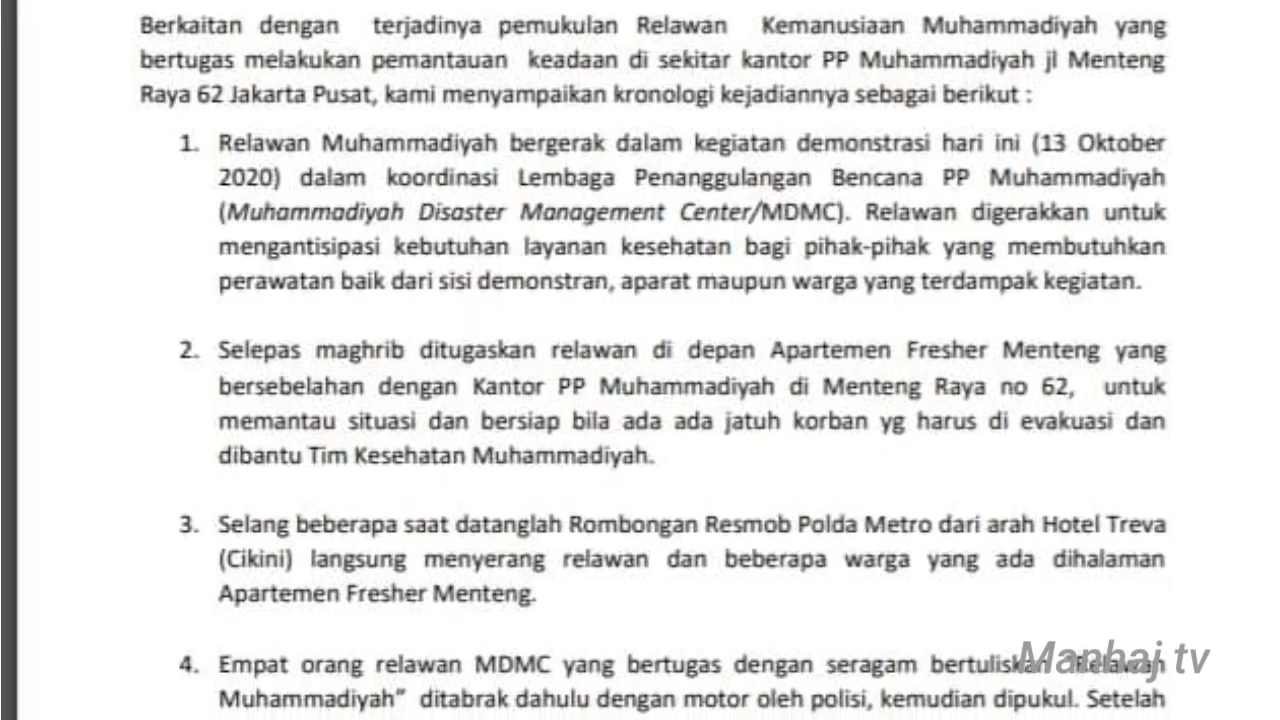 Berkaitan dengan terjadinya pemukulan Relawan Kemanusiaan Muhammadiyah yang
bertugas melakukan pemantauan keadaan di sekitar kantor PP Muhammadiyah jl Menteng
Raya 62 Jakarta Pusat, kami menyampaikan kronologi kejadiannya sebagai berikut :
1. Relawan Muhammadiyah bergerak dalam kegiatan demonstrasi hari ini (13 Oktober
2020) dalam koordinasi Lembaga Penanggulangan Bencana PP Muhammadiyah
(Muhammadiyah Disaster Management Center/MDMC). Relawan digerakkan untuk
mengantisipasi kebutuhan layanan kesehatan bagi pihak-pihak yang membutuhkan
perawatan baik dari sisi demonstran, aparat maupun warga yang terdampak kegiatan.
2. Selepas maghrib ditugaskan relawan di depan Apartemen Fresher Menteng yang
bersebelahan dengan Kantor PP Muhammadiyah di Menteng Raya no 62, untuk
memantau situasi dan bersiap bila ada ada jatuh korban yg harus di evakuasi dan
dibantu Tim Kesehatan Muhammadiyah.
3. Selang beberapa saat datanglah Rombongan Resmob Polda Metro dari arah Hotel Treva
(Cikini) langsung menyerang relawan dan beberapa warga yang ada dihalaman
Apartemen Fresher Menteng.
4. Empat orang relawan MDMC yang bertugas dengan seragam bertuliskan "Relawan
Muhammadiyah" ditabrak dahulu dengan motor oleh polisi, kemudian dipukul. Setelah
Manhaj tv